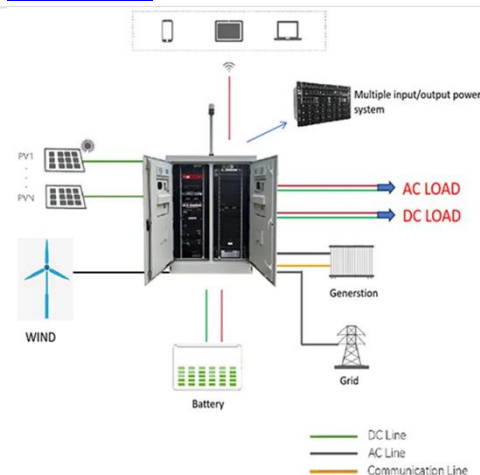 Multiple input/output power
system
PV1
PVN
AC LOAD
DC LOAD
Generstion
WIND
Grid
Battery
DC Line
AC Line
Communication Line